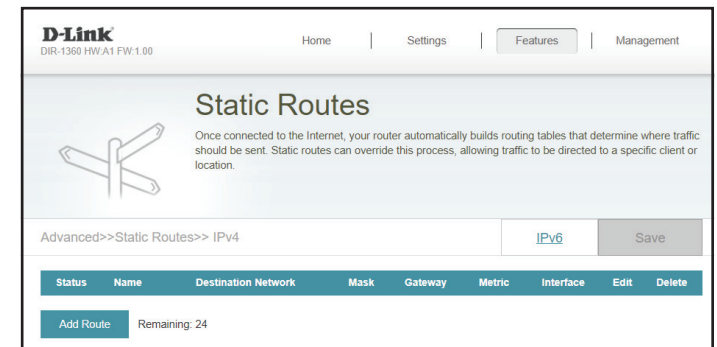 D-Link
DIR-1360 HW:A1 FW:1.00
Home | Settings | Features | Management
Static Routes
Once connected to the Internet, your router automatically builds routing tables that determine where traffic
should be sent. Static routes can override this process, allowing traffic to be directed to a specific client or
location.
Advanced>>Static Routes>> IPv4
IPv6
Save
Status Name Destination Network Mask Gateway Metric Interface Edit Delete
Add Route
Remaining: 24